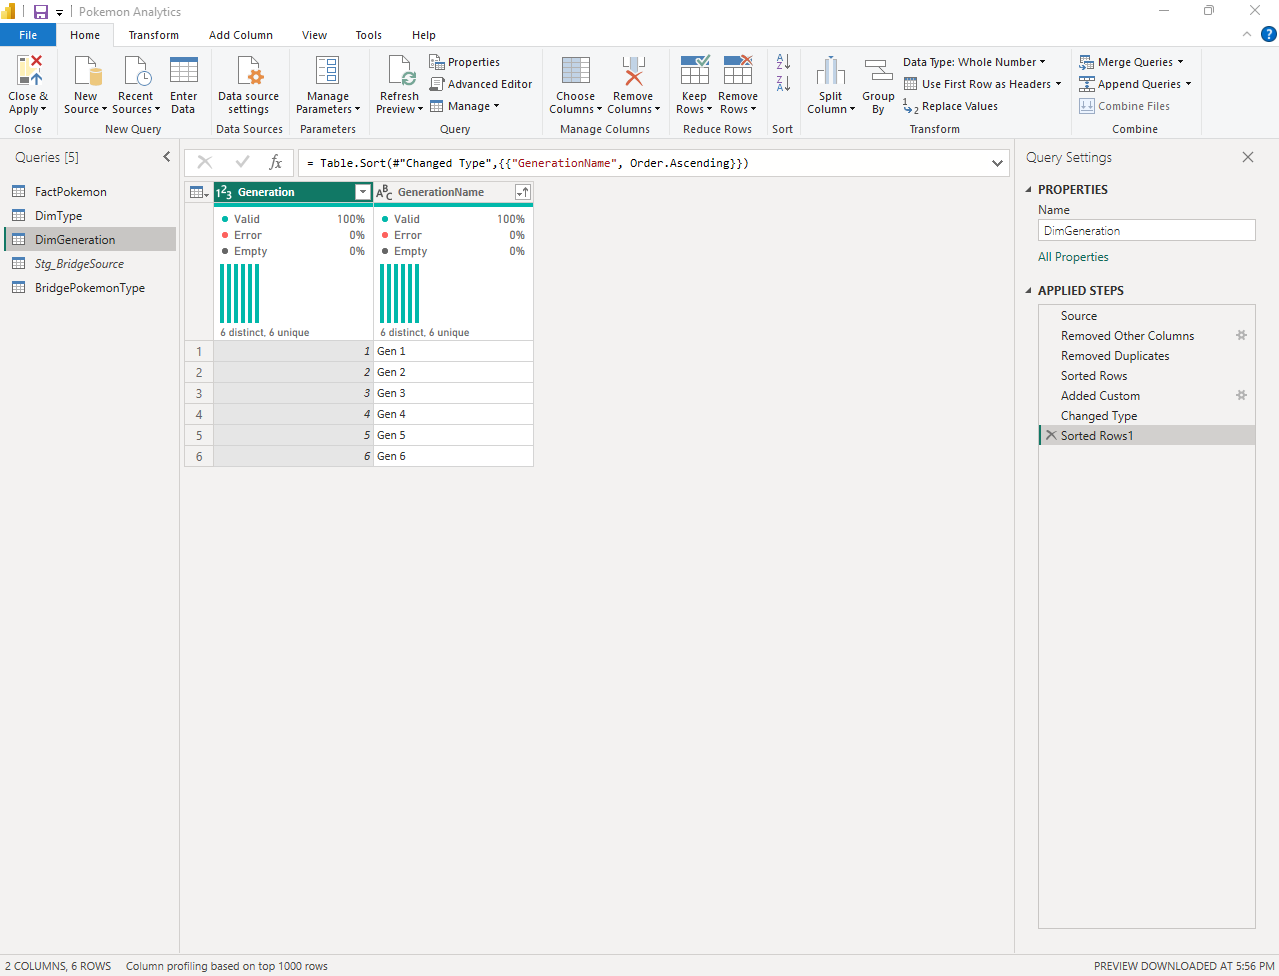 Pokemon Analytics
File Home Transform Add Column View Tools Help
Close & Apply
New Source
Recent Sources
Enter Data
Data source settings
Manage Parameters
Refresh Preview
Properties
Advanced Editor
Manage
Choose Columns
Remove Columns
Keep Rows
Remove Rows
Split Column
Group By
Data Type: Whole Number
Use First Row as Headers
Replace Values
Merge Queries
Append Queries
Combine Files
Close New Query Data Sources Parameters Query Manage Columns Reduce Rows Sort Transform Combine
Queries [5]
FactPokemon
DimType
DimGeneration
Stg_BridgeSource
BridgePokemonType
fx = Table.Sort(#"Changed Type",{{"GenerationName", Order.Ascending}})
123 Generation ABC GenerationName
Valid 100% Valid 100%
Error 0% Error 0%
Empty 0% Empty 0%
6 distinct, 6 unique 6 distinct, 6 unique
1 1 Gen 1
2 2 Gen 2
3 3 Gen 3
4 4 Gen 4
5 5 Gen 5
6 6 Gen 6
Query Settings
PROPERTIES
Name
DimGeneration
All Properties
APPLIED STEPS
Source
Removed Other Columns
Removed Duplicates
Sorted Rows
Added Custom
Changed Type
Sorted Rows1
2 COLUMNS, 6 ROWS Column profiling based on top 1000 rows PREVIEW DOWNLOADED AT 5:56 PM